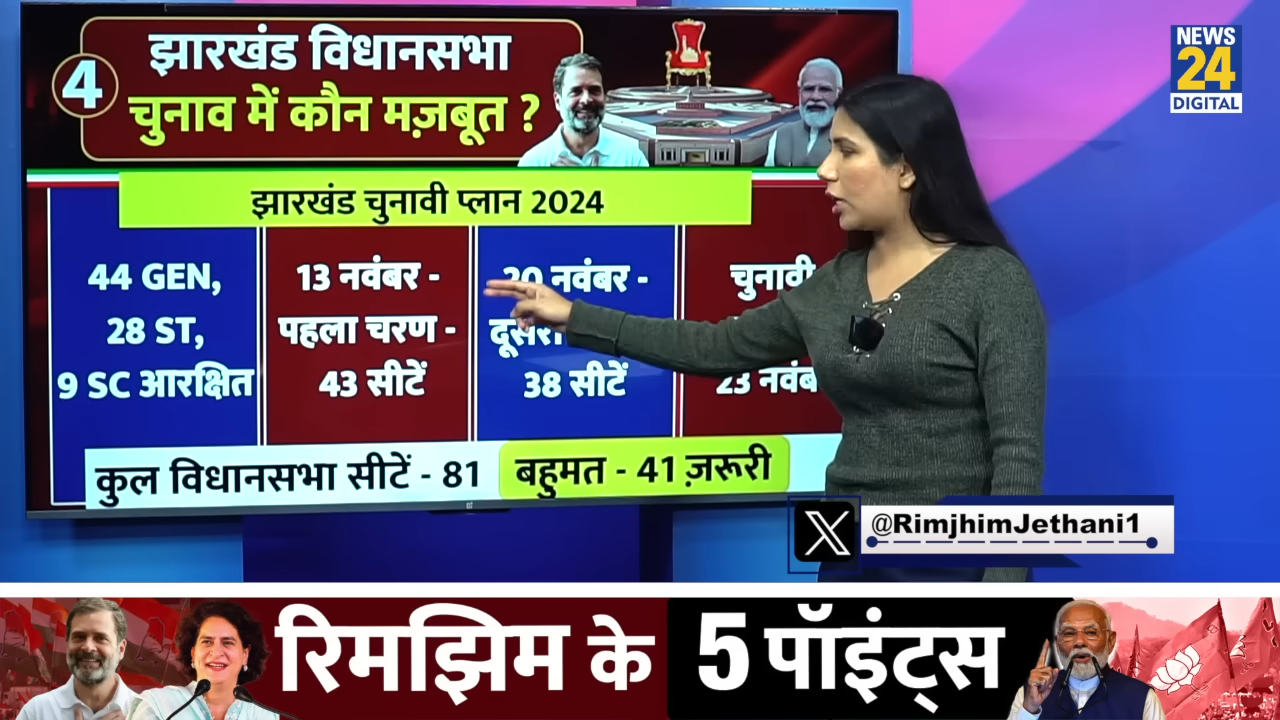 4
झारखंड विधानसभा
चुनाव में कौन मज़बूत ?
NEWS
24
DIGITAL
झारखंड चुनावी प्लान 2024
44 GEN,
28 ST,
9 SC आरक्षित
13 नवंबर -
पहला चरण -
43 सीटें
20 नवंबर -
38 सीटें
चुनावी
23
कुल विधानसभा सीटें - 81
बहुमत - 41 ज़रूरी
X @RimjhimJethani1
रिमझिम के 5 पॉइंट्स